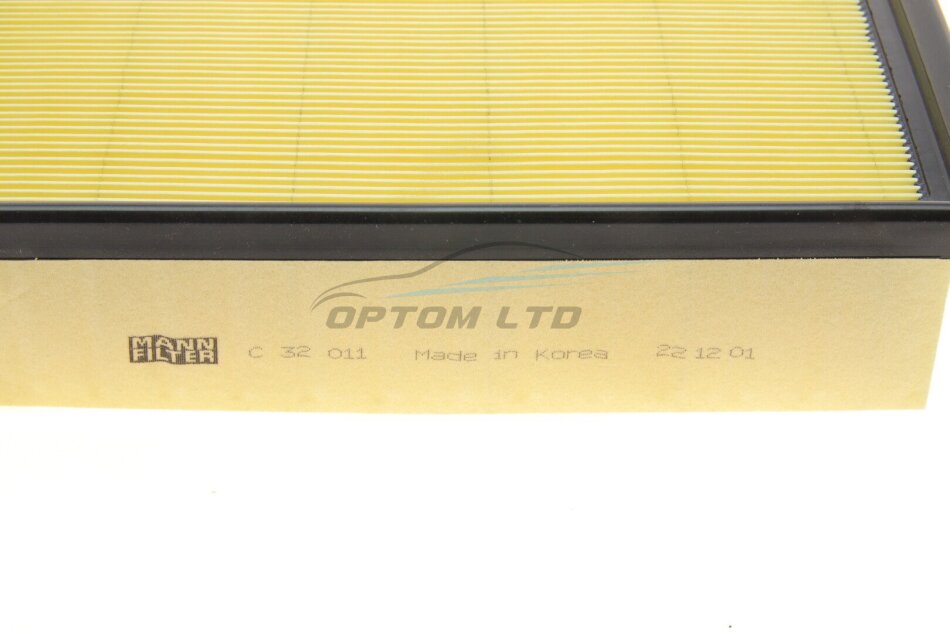 OPTOM LTD
MANN FILTER C 32 011 Made in Korea 22 12 01